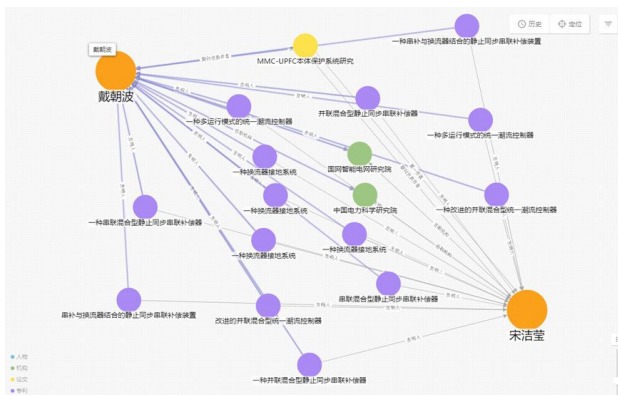 历史
定位
戴朝波
戴朝波
一种串补与换流器结合的静止同步串联补偿装置
MMC-UPFC本体保护系统研究
并联混合型静止同步串联补偿器
一种多运行模式的统一潮流控制器
一种多运行模式的统一潮流控制器
一种换流器接地系统
国网智能电网研究院
一种换流器接地系统
中国电力科学研究院
一种改进的并联混合型统一潮流控制器
一种串联混合型静止同步串联补偿器
一种换流器接地系统
一种换流器接地系统
串联混合型静止同步串联补偿器
串补与换流器结合的静止同步串联补偿装置
改进的并联混合型统一潮流控制器
宋洁莹
一种并联混合型静止同步串联补偿器
人物
机构
论文
专利